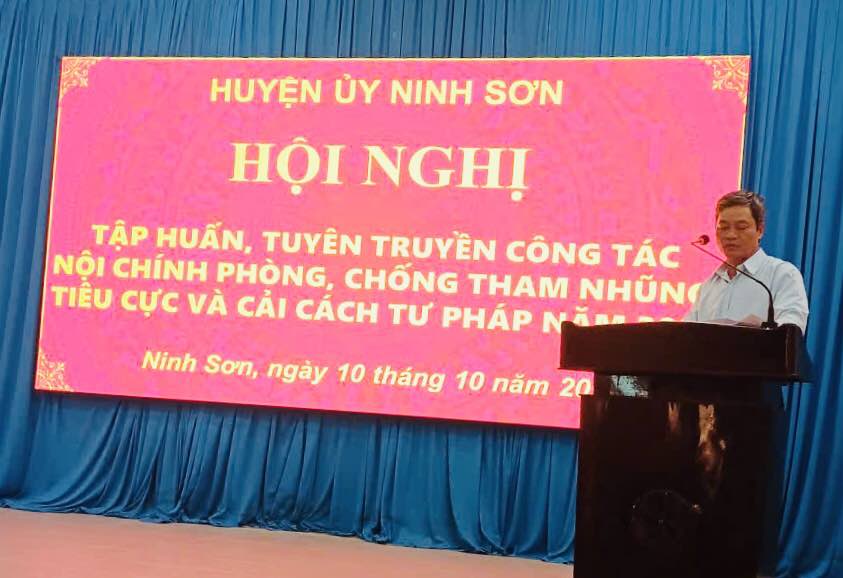 HUYỆN ỦY NINH SƠN
HỘI NGHỊ
TẬP HUẤN, TUYÊN TRUYỀN CÔNG TÁC
NỘI CHÍNH PHÒNG, CHỐNG THAM NHŨNG
TIÊU CỰC VÀ CẢI CÁCH TƯ PHÁP NĂM
Ninh Sơn, ngày 10 tháng 10 năm